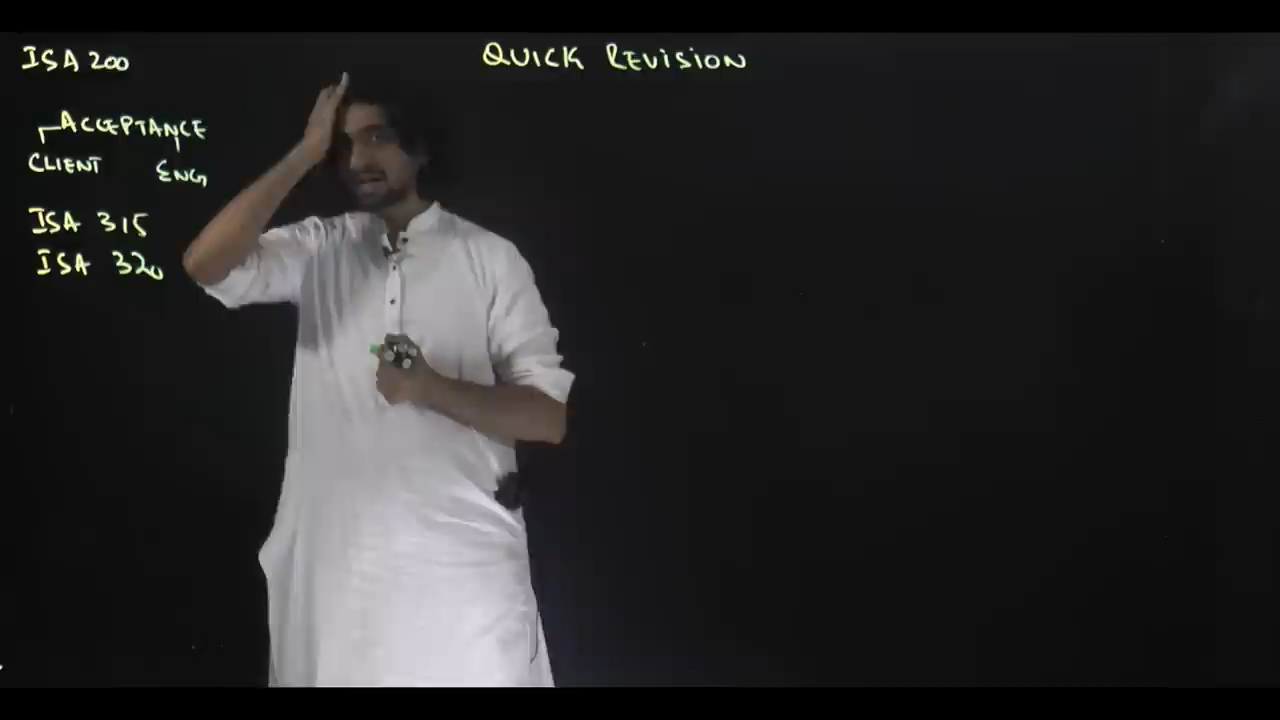 ISA 200
QUICK REVISION
ACCEPTANCE
CLIENT ENG
ISA 315
ISA 320